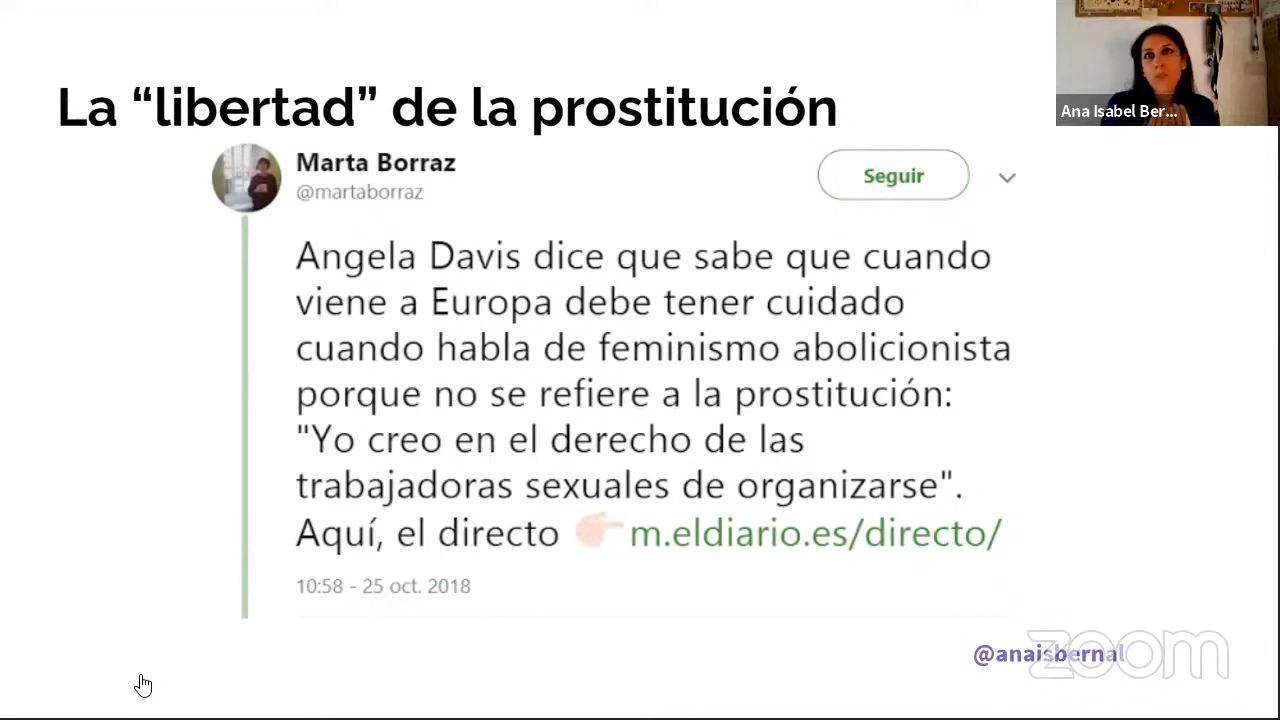 La “libertad” de la prostitución
Ana Isabel Ber...
Marta Borraz
@martaborraz
Seguir
Angela Davis dice que sabe que cuando
viene a Europa debe tener cuidado
cuando habla de feminismo abolicionista
porque no se refiere a la prostitución:
"Yo creo en el derecho de las
trabajadoras sexuales de organizarse".
Aquí, el directo m.eldiario.es/directo/
10:58 - 25 oct. 2018
@anaisbernal
zoom